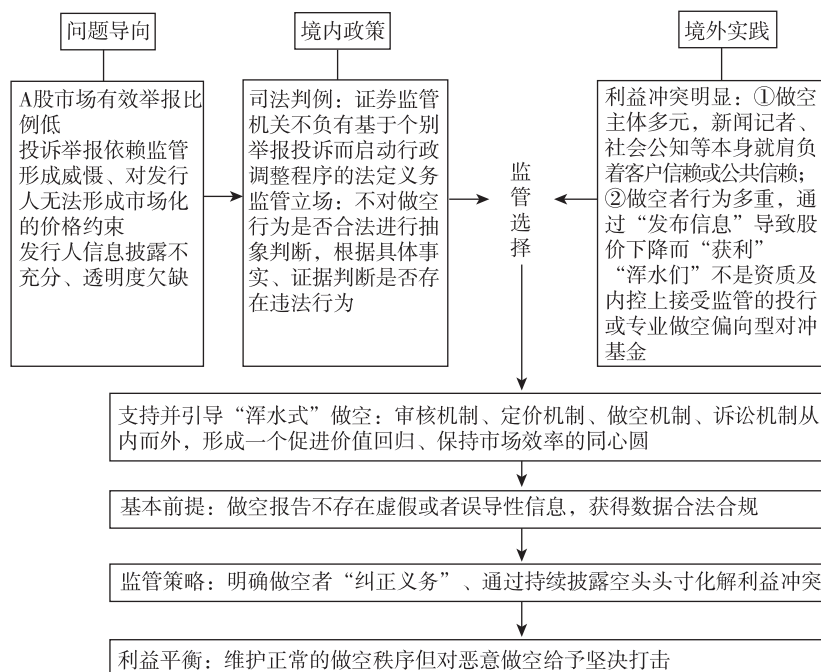 问题导向
境内政策
境外实践
A股市场有效举报比
例低
投诉举报依赖监管
形成威慑、对发行
人无法形成市场化
的价格约束
发行人信息披露不
充分、透明度欠缺
司法判例：证券监管
机关不负有基于个别
举报投诉而启动行政
调整程序的法定义务
监管立场：不对做空
行为是否合法进行抽
象判断，根据具体事
实、证据判断是否存
在违法行为
监
管
选
择
利益冲突明显：①做空
主体多元，新闻记者、
社会公知等本身就肩负
着客户信赖或公共信赖；
②做空者行为多重，通
过“发布信息”导致股
价下降而“获利”
“浑水们”不是资质及
内控上接受监管的投行
或专业做空偏向型对冲
基金
支持并引导“浑水式”做空：审核机制、定价机制、做空机制、诉讼机制从
内而外，形成一个促进价值回归、保持市场效率的同心圆
基本前提：做空报告不存在虚假或者误导性信息，获得数据合法合规
监管策略：明确做空者“纠正义务”、通过持续披露空头头寸化解利益冲突
利益平衡：维护正常的做空秩序但对恶意做空给予坚决打击